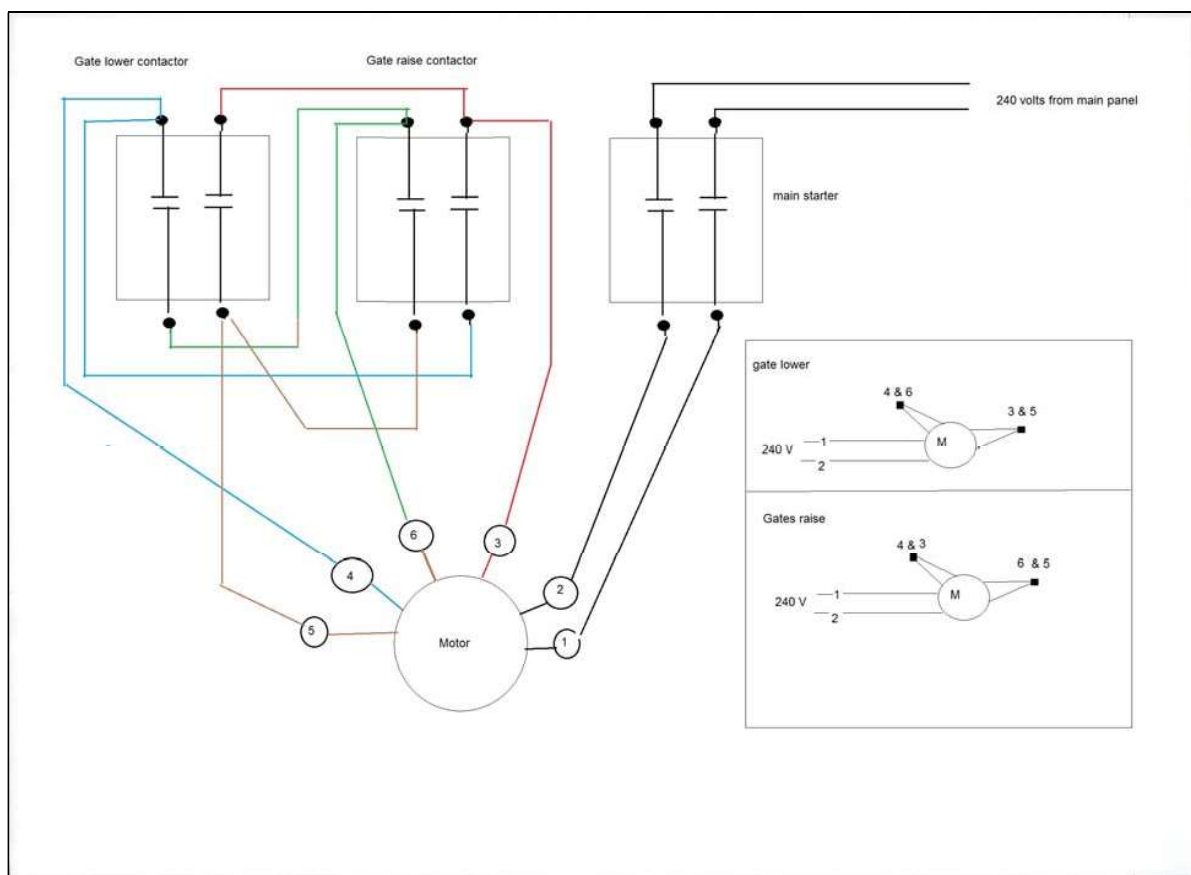 Gate lower contactor
Gate raise contactor
240 volts from main panel
main starter
gate lower
4 & 6
3 & 5
M
240 V
1
2
Gates raise
4 & 3
6 & 5
M
240 V
1
2
6
3
4
2
5
Motor
1